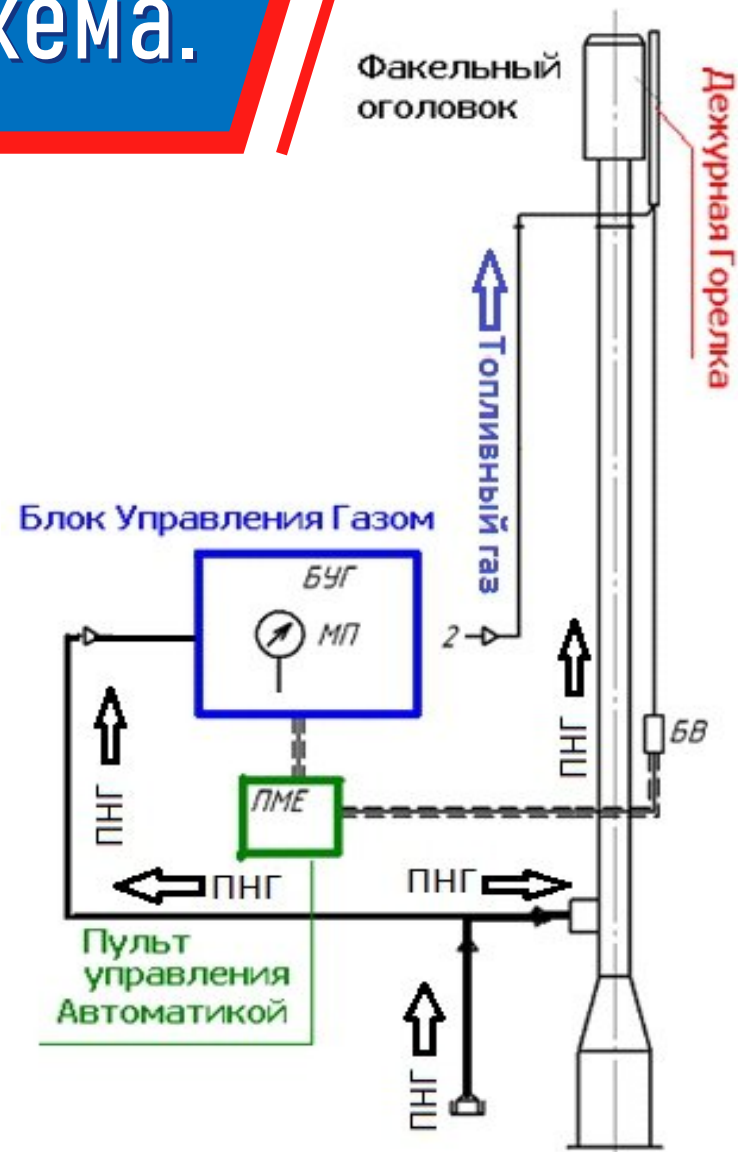 хема.
Факельный
оголовок
Дежурная Горелка
Топливный газ
Блок Управления Газом
БУГ
МП
2
ПНГ
БВ
ПНГ
ПМЕ
ПНГ
ПНГ
Пульт
управления
Автоматикой
ПНГ